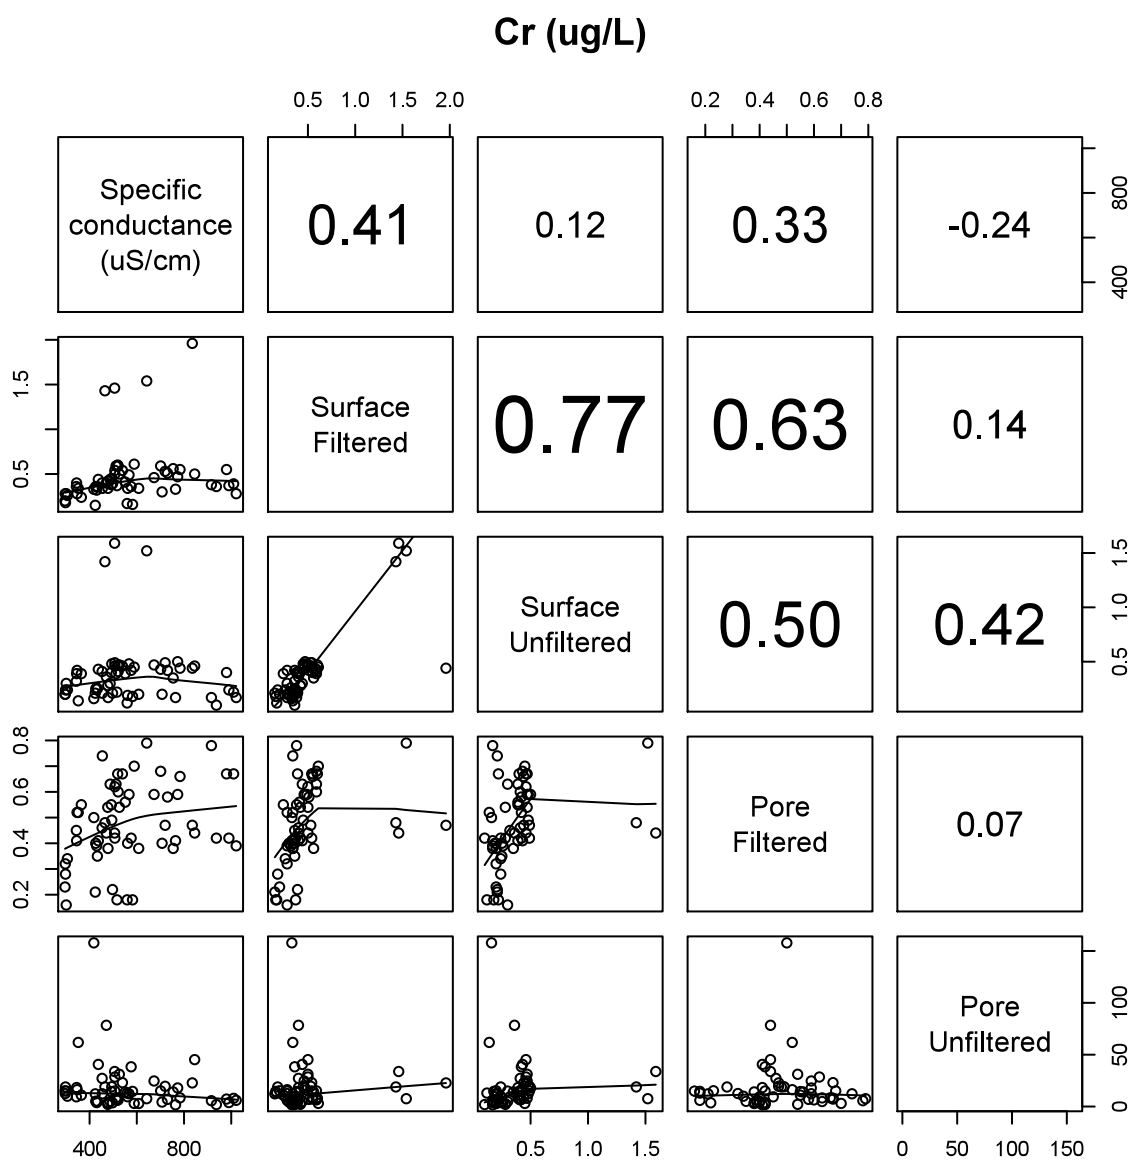 Cr (ug/L)
0.5 1.0 1.5 2.0
0.2 0.4 0.6 0.8
Specific
conductance
(uS/cm)
0.41
0.12
0.33
-0.24
400 800
0.5 1.5
Surface
Filtered
0.77
0.63
0.14
Surface
Unfiltered
0.50
0.42
0.5 1.0 1.5
0.2 0.4 0.6 0.8
Pore
Filtered
0.07
Pore
Unfiltered
0 50 100
400 800
0.5 1.0 1.5
0 50 100 150